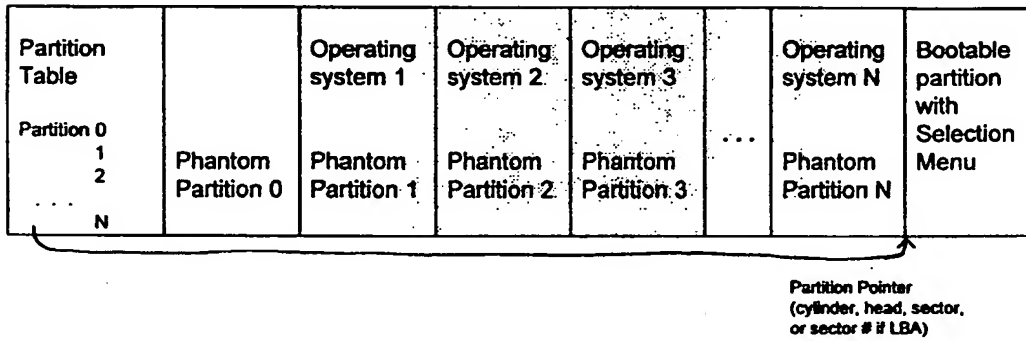 Partition
Table
Partition 0
1
2
. . .
N
Phantom
Partition 0
Operating
system 1
Phantom
Partition 1
Operating
system 2
Phantom
Partition 2
Operating
system 3
Phantom
Partition 3
. . .
Operating
system N
Phantom
Partition N
Bootable
partition
with
Selection
Menu
Partition Pointer
(cylinder, head, sector,
or sector # if LBA)